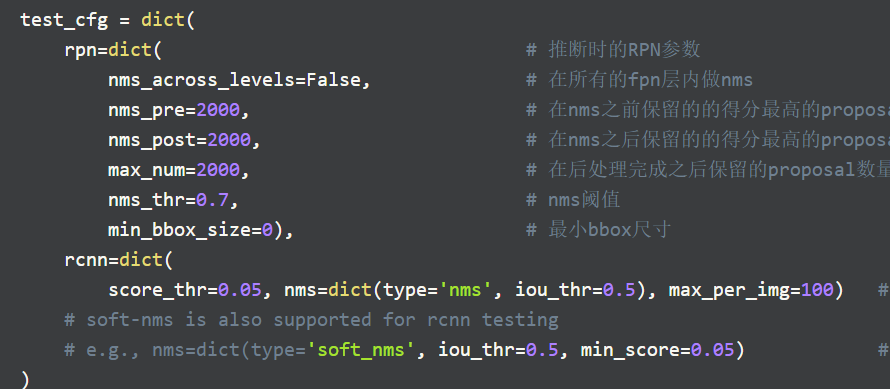 test_cfg = dict(
rpn=dict( # 推断时的RPN参数
nms_across_levels=False, # 在所有的fpn层内做nms
nms_pre=2000, # 在nms之前保留的的得分最高的proposa
nms_post=2000, # 在nms之后保留的的得分最高的proposa
max_num=2000, # 在后处理完成之后保留的proposal数量
nms_thr=0.7, # nms阈值
min_bbox_size=0), # 最小bbox尺寸
rcnn=dict(
score_thr=0.05, nms=dict(type='nms', iou_thr=0.5), max_per_img=100) #
# soft-nms is also supported for rcnn testing
# e.g., nms=dict(type='soft_nms', iou_thr=0.5, min_score=0.05) #
)